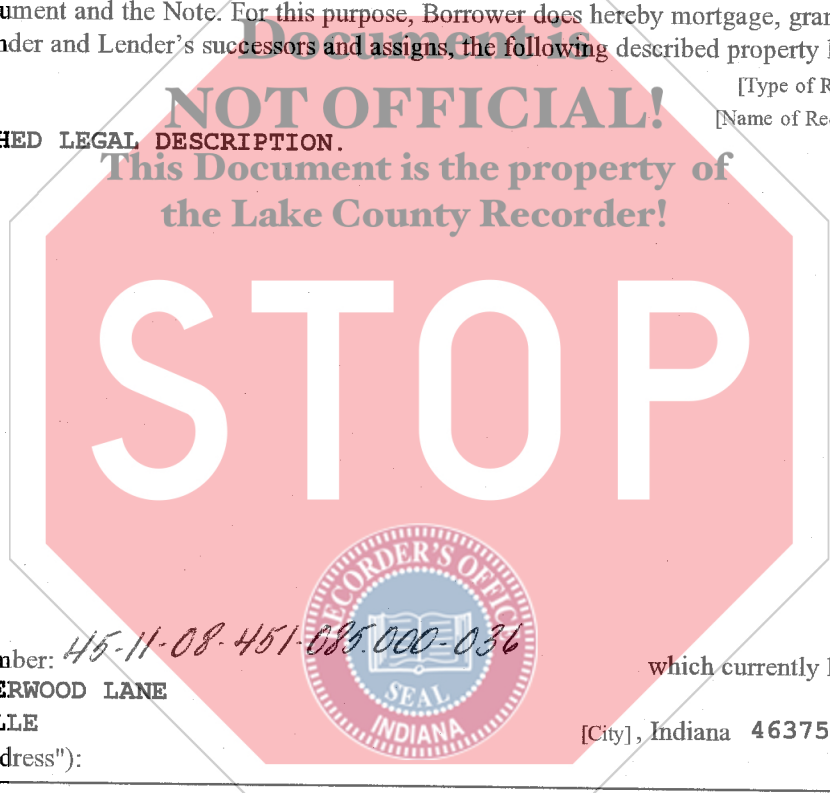 ument and the Note. For this purpose, Borrower does hereby mortgage, gran
Document is
nder and Lender's successors and assigns, the following described property l
[Type of R
NOT OFFICIAL!
[Name of Re
HED LEGAL DESCRIPTION.
This Document is the property of
the Lake County Recorder!
STOP
RECORDER'S OFFICE
SEAL
INDIANA
mber: 45-11-08-451-085.000-036
which currently
ERWOOD LANE
LLE
[City], Indiana 46375
dress"):